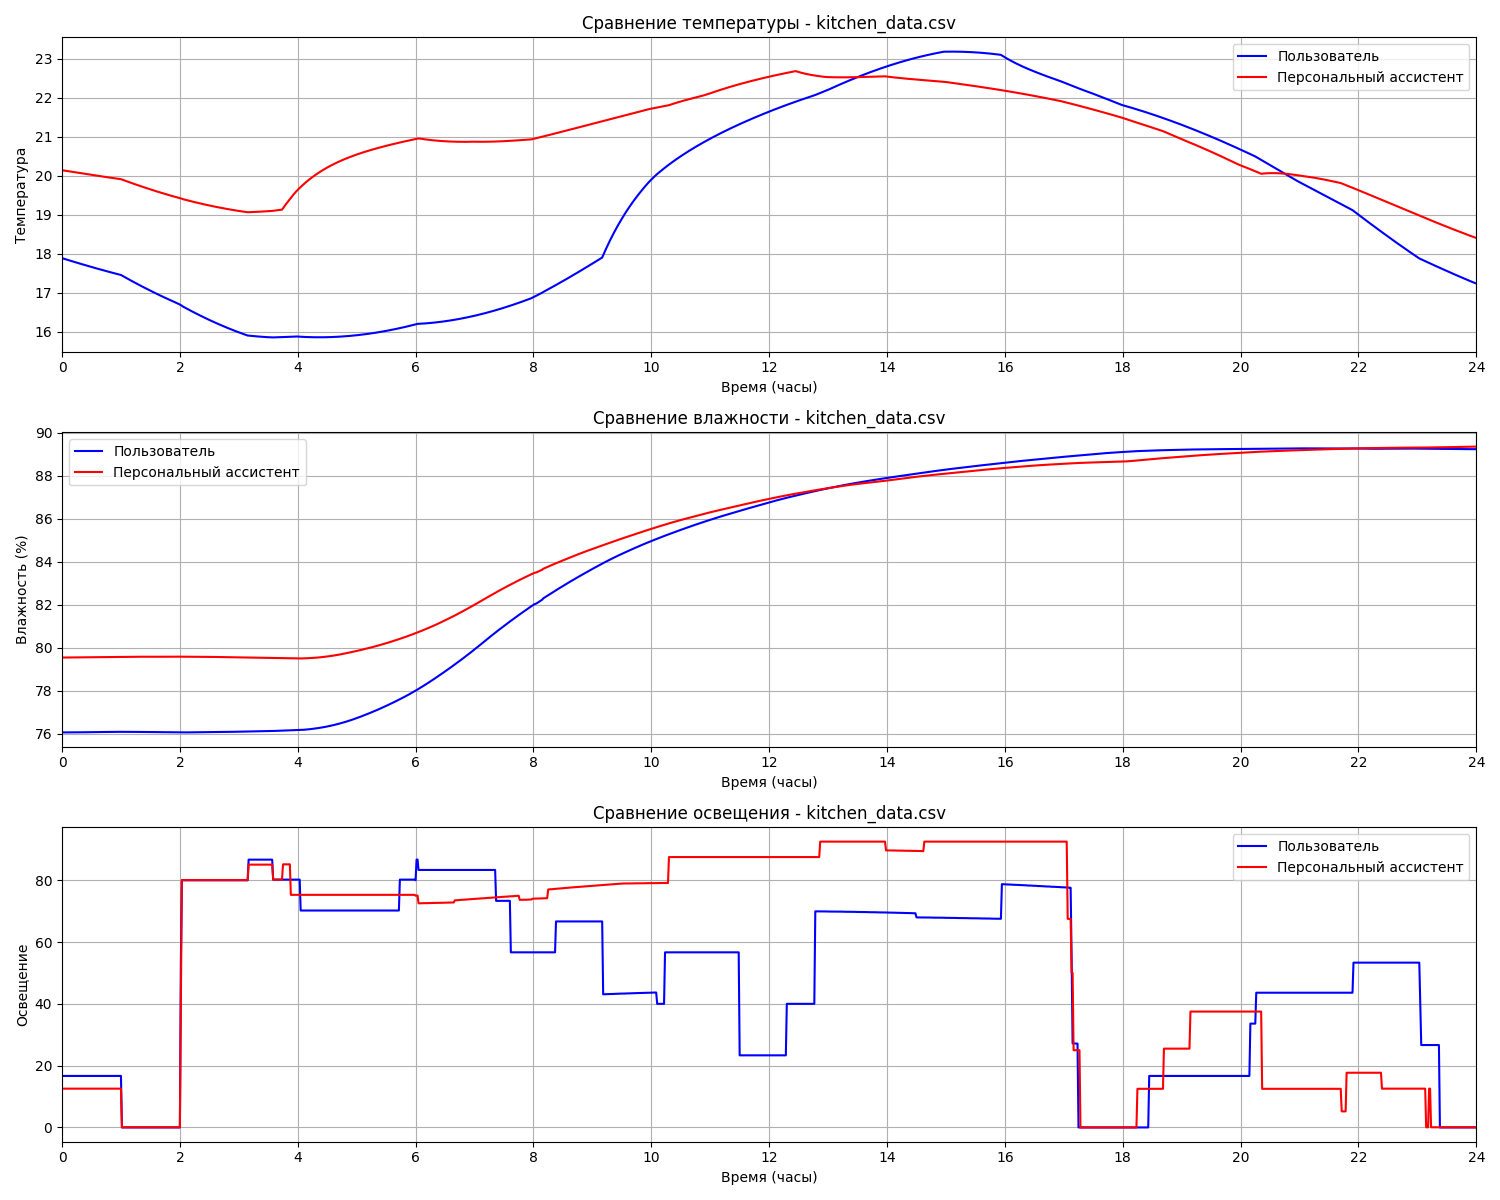 Сравнение температуры - kitchen_data.csv
Температура
23
22
21
20
19
18
17
16
Пользователь
Персональный ассистент
0 2 4 6 8 10 12 14 16 18 20 22 24
Время (часы)
Сравнение влажности - kitchen_data.csv
Влажность (%)
90
88
86
84
82
80
78
76
Пользователь
Персональный ассистент
0 2 4 6 8 10 12 14 16 18 20 22 24
Время (часы)
Сравнение освещения - kitchen_data.csv
Освещение
80
60
40
20
0
Пользователь
Персональный ассистент
0 2 4 6 8 10 12 14 16 18 20 22 24
Время (часы)